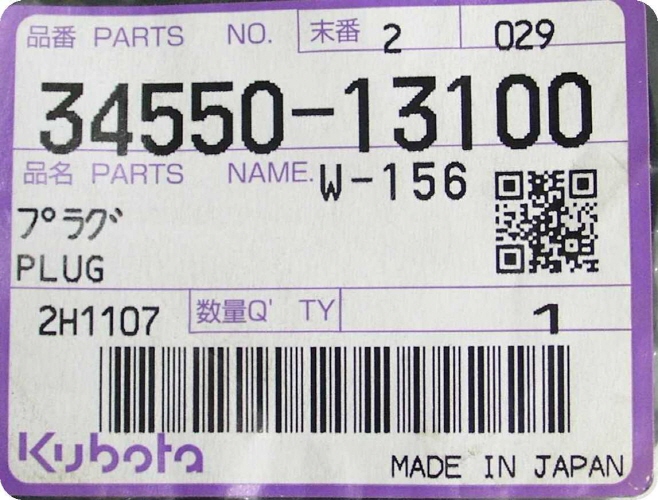 品番 PARTS NO. 末番 2 029
34550-13100
品名 PARTS NAME. W-156
プラグ
PLUG
2H1107 数量Q' TY 1
Kubota
MADE IN JAPAN